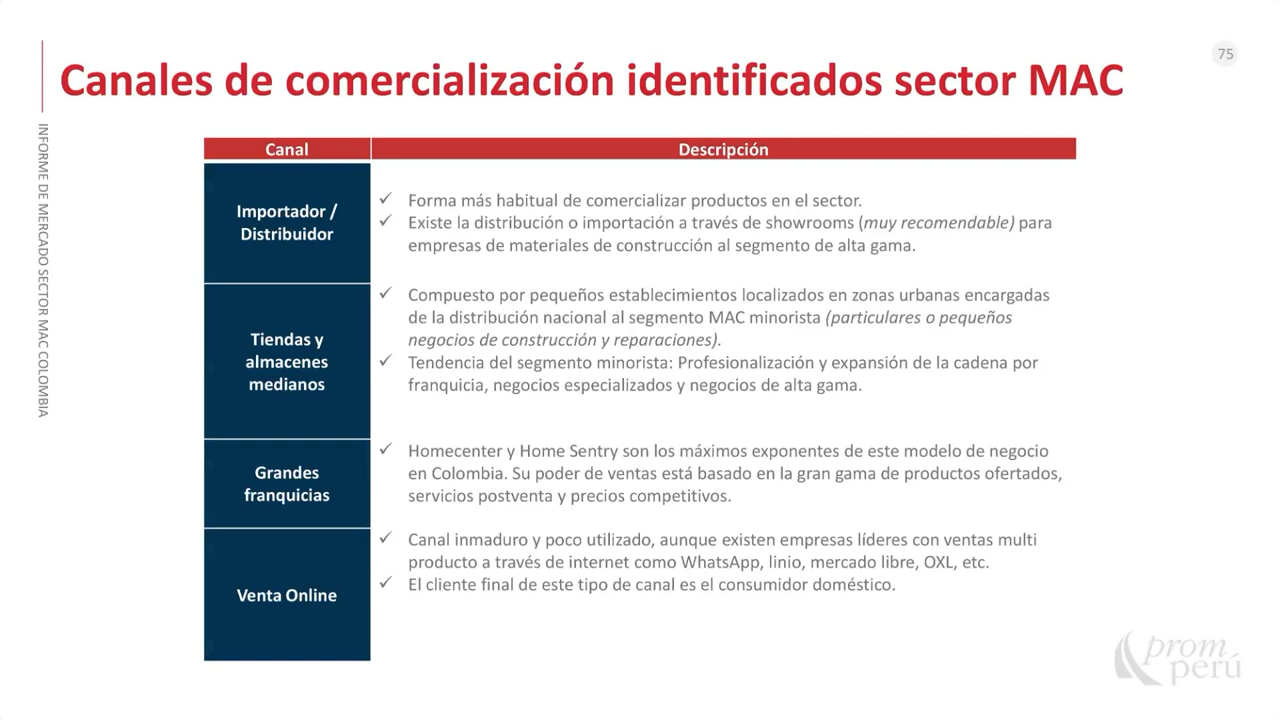 75
Canales de comercialización identificados sector MAC
INFORME DE MERCADO SECTOR MAC COLOMBIA
Canal
Descripción
Importador /
Distribuidor
✓ Forma más habitual de comercializar productos en el sector.
✓ Existe la distribución o importación a través de showrooms (muy recomendable) para
empresas de materiales de construcción al segmento de alta gama.
Tiendas y
almacenes
medianos
✓ Compuesto por pequeños establecimientos localizados en zonas urbanas encargadas
de la distribución nacional al segmento MAC minorista (particulares o pequeños
negocios de construcción y reparaciones).
✓ Tendencia del segmento minorista: Profesionalización y expansión de la cadena por
franquicia, negocios especializados y negocios de alta gama.
Grandes
franquicias
✓ Homecenter y Home Sentry son los máximos exponentes de este modelo de negocio
en Colombia. Su poder de ventas está basado en la gran gama de productos ofertados,
servicios postventa y precios competitivos.
Venta Online
✓ Canal inmaduro y poco utilizado, aunque existen empresas líderes con ventas multi
producto a través de internet como WhatsApp, linio, mercado libre, OXL, etc.
✓ El cliente final de este tipo de canal es el consumidor doméstico.
prom
perú